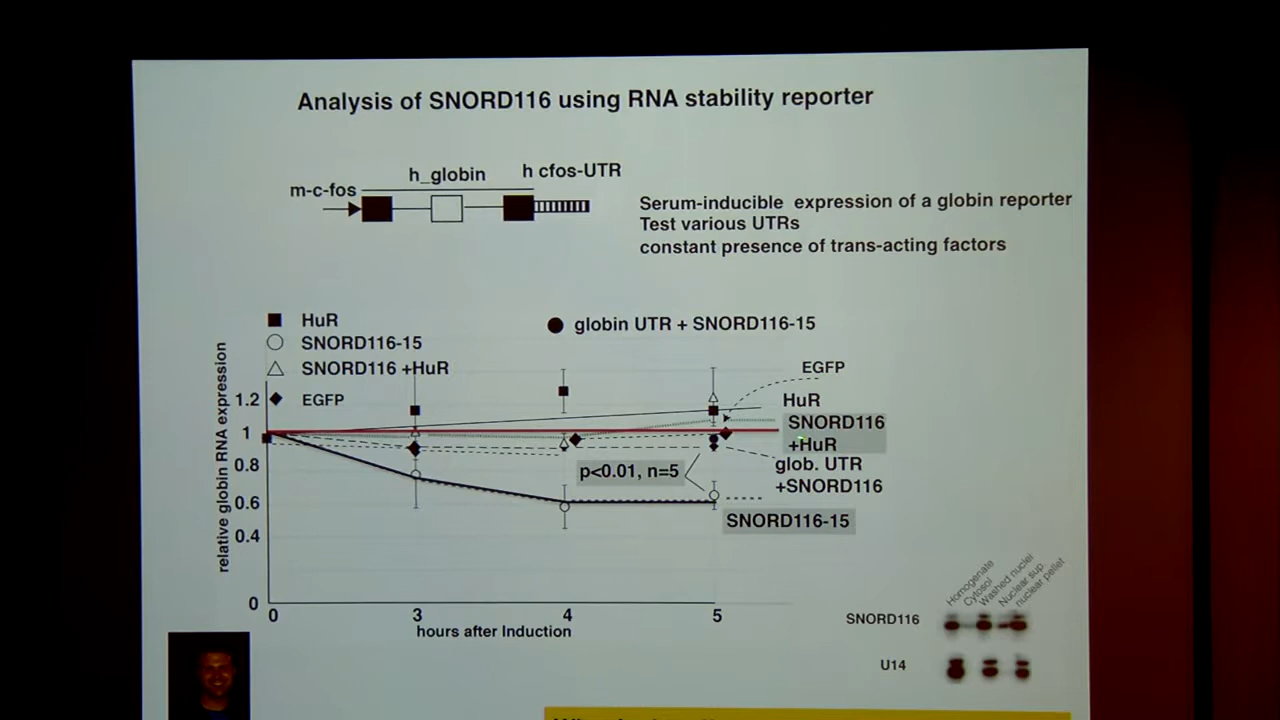 Analysis of SNORD116 using RNA stability reporter
m-c-fos
h_globin
h cfos-UTR
Serum-inducible expression of a globin reporter
Test various UTRs
constant presence of trans-acting factors
HuR
SNORD116-15
SNORD116 +HuR
EGFP
globin UTR + SNORD116-15
relative globin RNA expression
1.2
1
0.8
0.6
0.4
0
0
3
4
5
hours after Induction
EGFP
HuR
SNORD116
+HuR
glob. UTR
+SNORD116
p<0.01, n=5
SNORD116-15
Homogenate
Cytosol
Washed nuclei
Nuclear sup.
nuclear pellet
SNORD116
U14